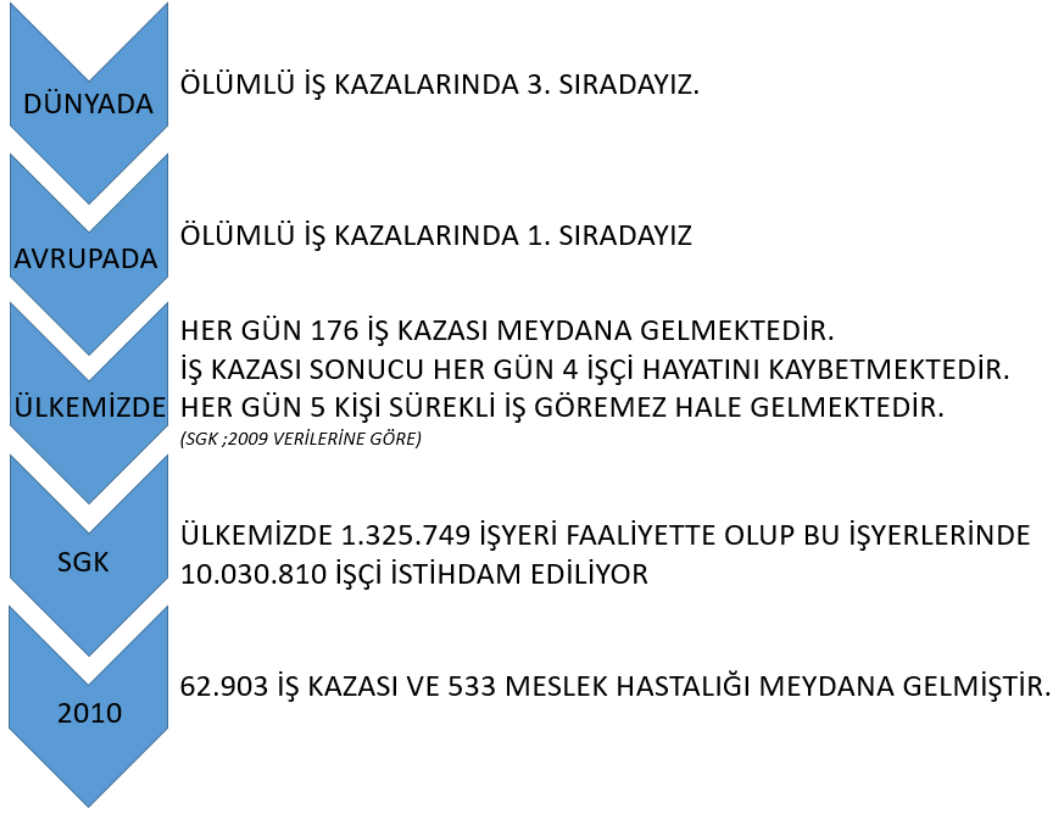 DÜNYADA
ÖLÜMLÜ İŞ KAZALARINDA 3. SIRADAYIZ.
AVRUPADA
ÖLÜMLÜ İŞ KAZALARINDA 1. SIRADAYIZ
ÜLKEMİZDE
HER GÜN 176 İŞ KAZASI MEYDANA GELMEKTEDİR.
İŞ KAZASI SONUCU HER GÜN 4 İŞÇİ HAYATINI KAYBETMEKTEDİR.
HER GÜN 5 KİŞİ SÜREKLİ İŞ GÖREMEZ HALE GELMEKTEDİR.
(SGK ;2009 VERİLERİNE GÖRE)
SGK
ÜLKEMİZDE 1.325.749 İŞYERİ FAALİYETTE OLUP BU İŞYERLERİNDE
10.030.810 İŞÇİ İSTİHDAM EDİLİYOR
2010
62.903 İŞ KAZASI VE 533 MESLEK HASTALIĞI MEYDANA GELMİŞTİR.